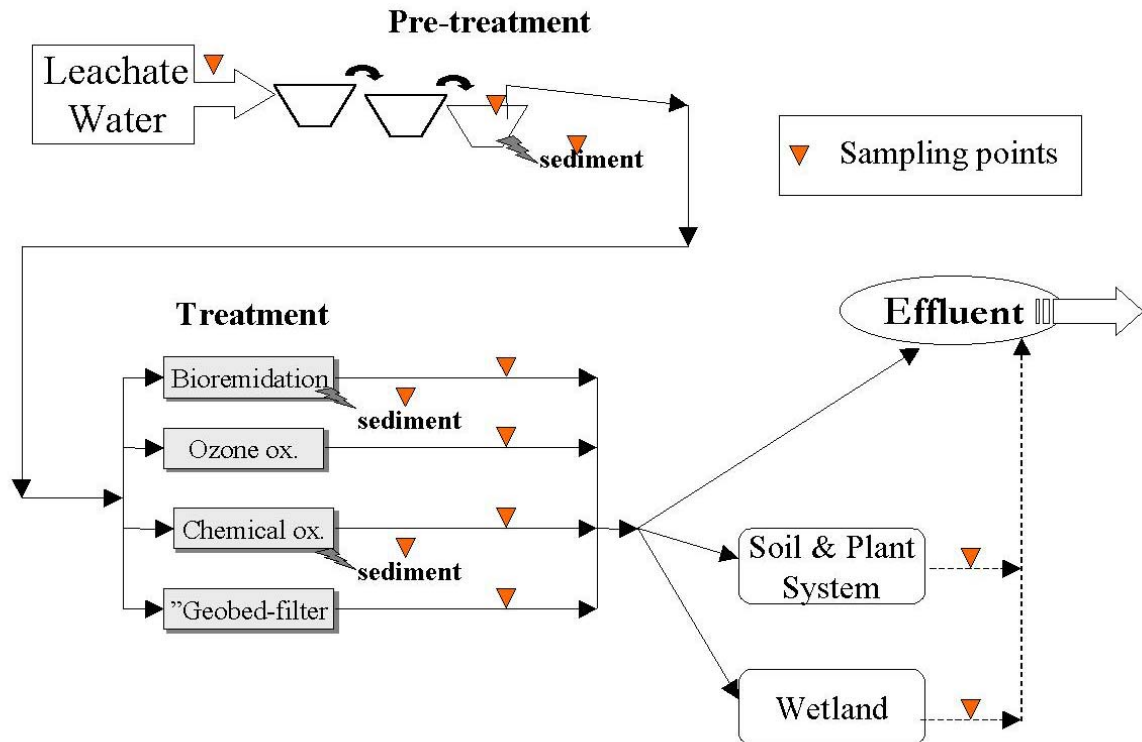 Pre-treatment
Leachate
Water
sediment
Sampling points
Treatment
Effluent
Bioremidation
sediment
Ozone ox.
Chemical ox.
sediment
"Geobed-filter
Soil & Plant
System
Wetland